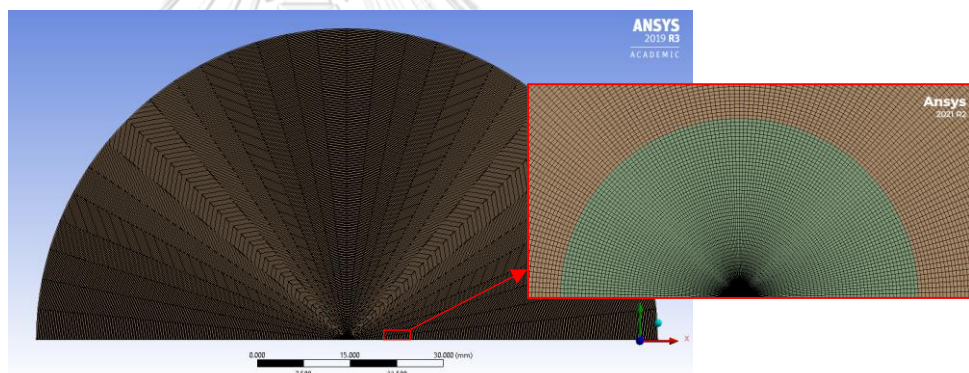 ANSYS
2019 R3
ACADEMIC
Ansys
2021 R2
0.000 15.000 30.000 (mm)
X